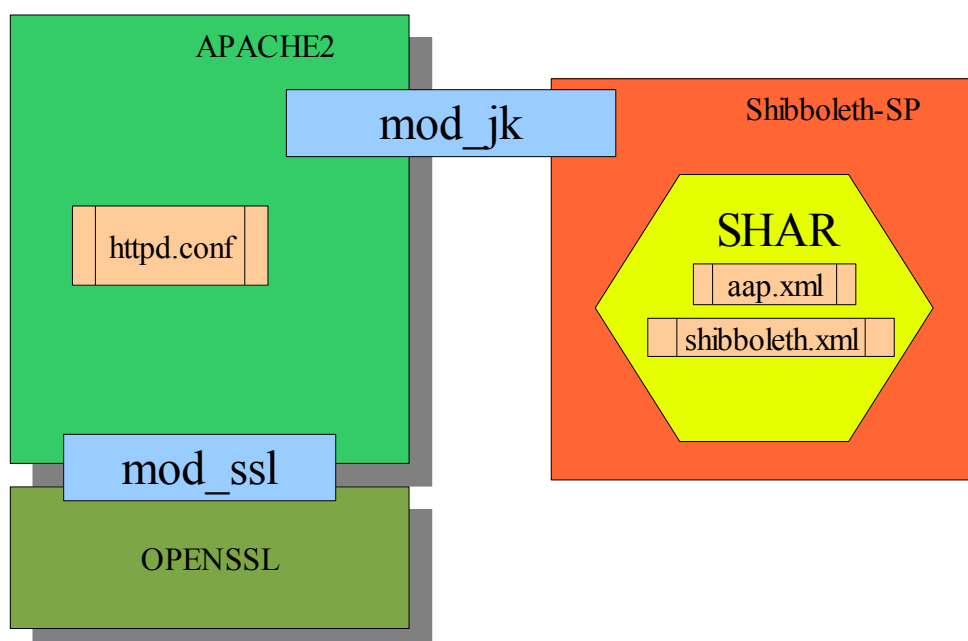 APACHE2
mod_jk
Shibboleth-SP
httpd.conf
SHAR
aap.xml
shibboleth.xml
mod_ssl
OPENSSL